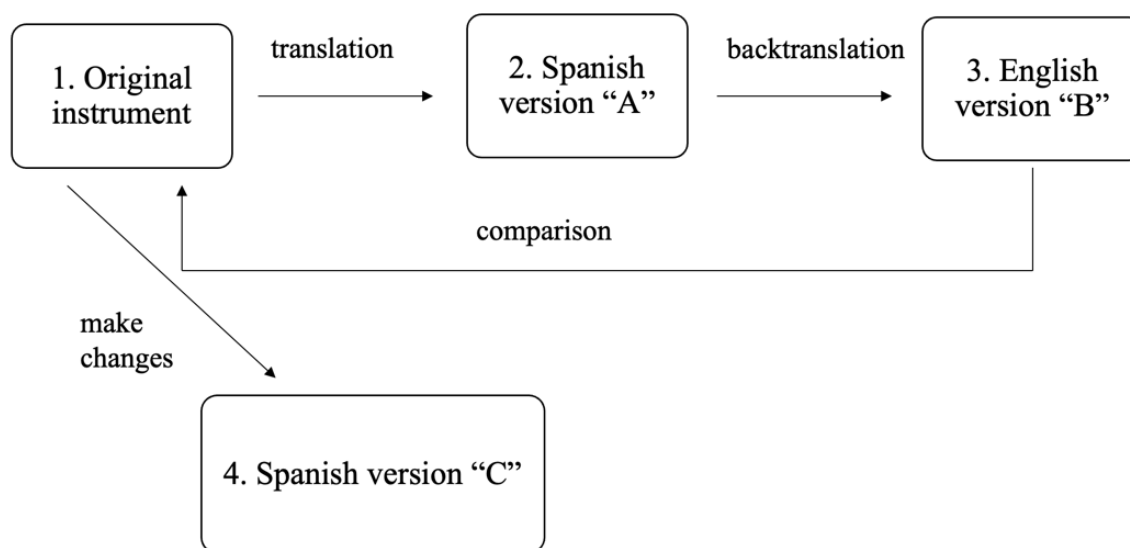 1. Original
instrument
translation
2. Spanish
version “A”
backtranslation
3. English
version “B”
comparison
make
changes
4. Spanish version “C”